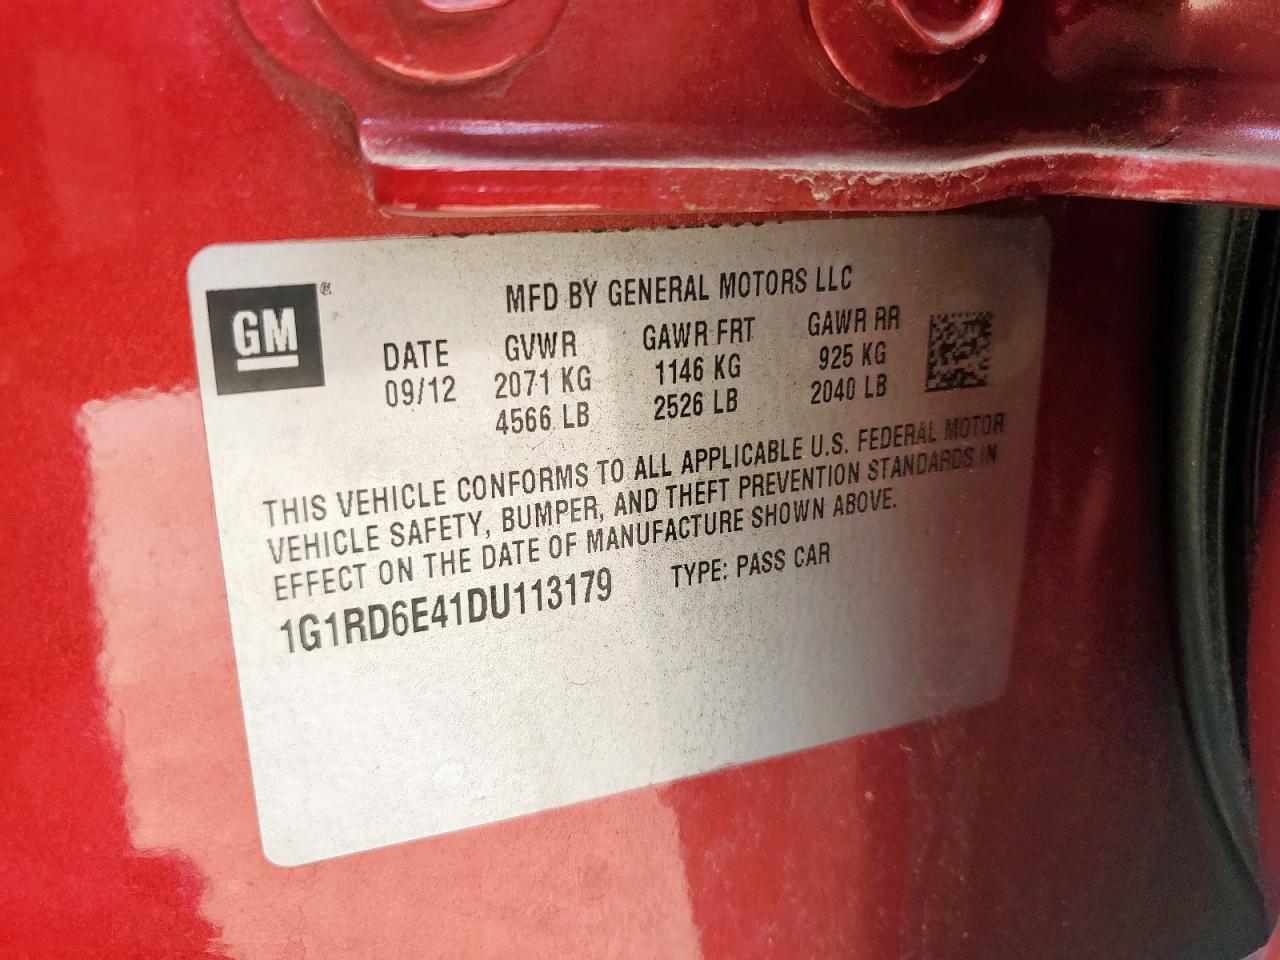 GM®
MFD BY GENERAL MOTORS LLC
DATE GVWR GAWR FRT GAWR RR
09/12 2071 KG 1146 KG 925 KG
4566 LB 2526 LB 2040 LB
THIS VEHICLE CONFORMS TO ALL APPLICABLE U.S. FEDERAL MOTOR
VEHICLE SAFETY, BUMPER, AND THEFT PREVENTION STANDARDS IN
EFFECT ON THE DATE OF MANUFACTURE SHOWN ABOVE.
1G1RD6E41DU113179 TYPE: PASS CAR